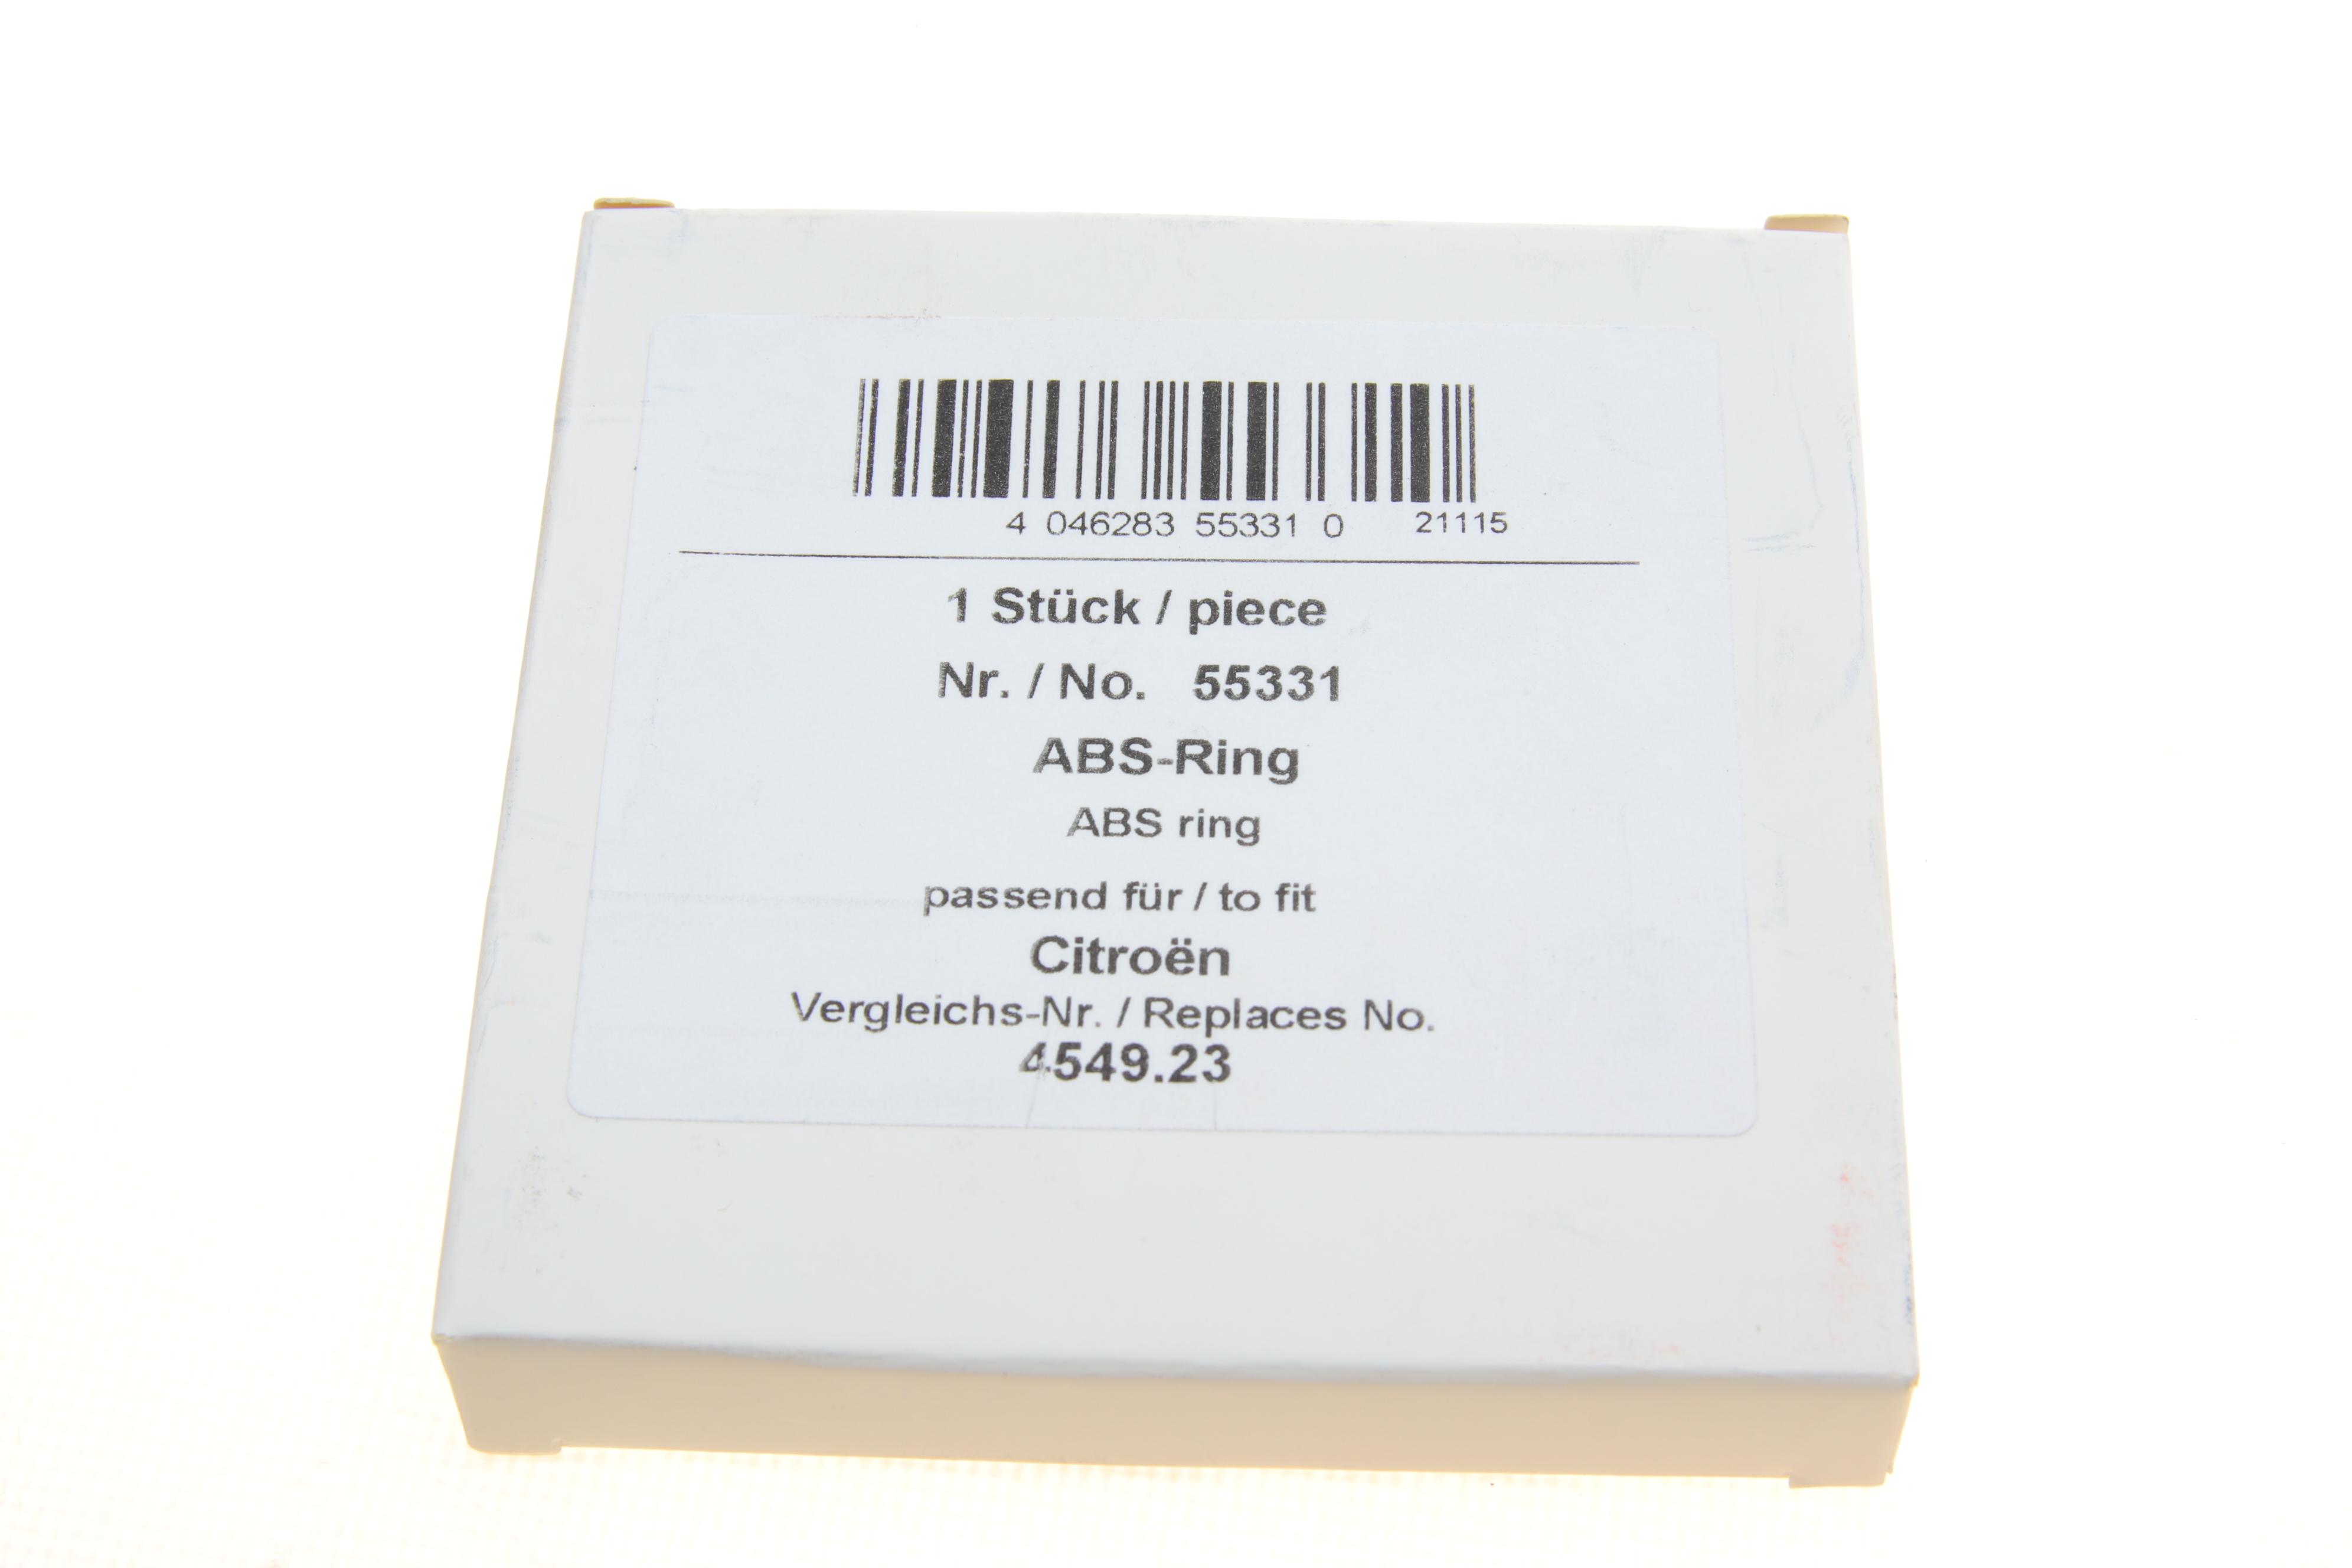 4 046283 55331 0 21115
1 Stück / piece
Nr. / No. 55331
ABS-Ring
ABS ring
passend für / to fit
Citroën
Vergleichs-Nr. / Replaces No.
4549.23